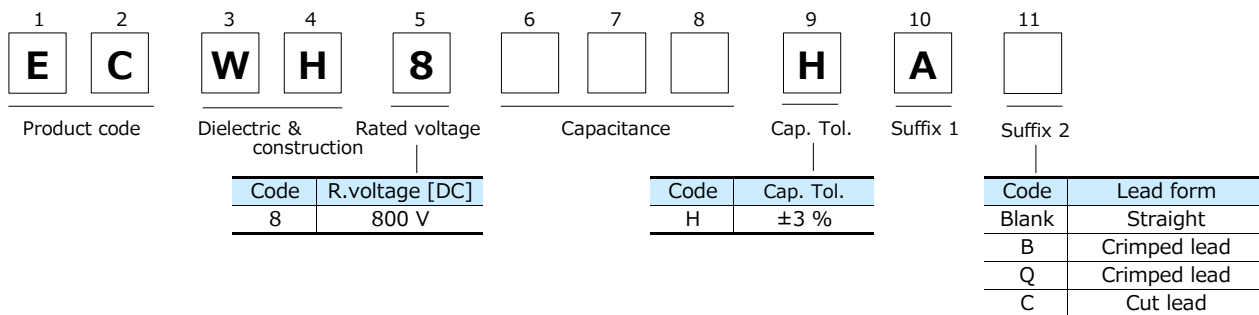 1 2 3 4 5 6 7 8 9 10 11
E C W H 8 H A
Product code Dielectric & construction Rated voltage Capacitance Cap. Tol. Suffix 1 Suffix 2
Code R.voltage [DC]
8 800 V
Code Cap. Tol.
H ±3 %
Code Lead form
Blank Straight
B Crimped lead
Q Crimped lead
C Cut lead